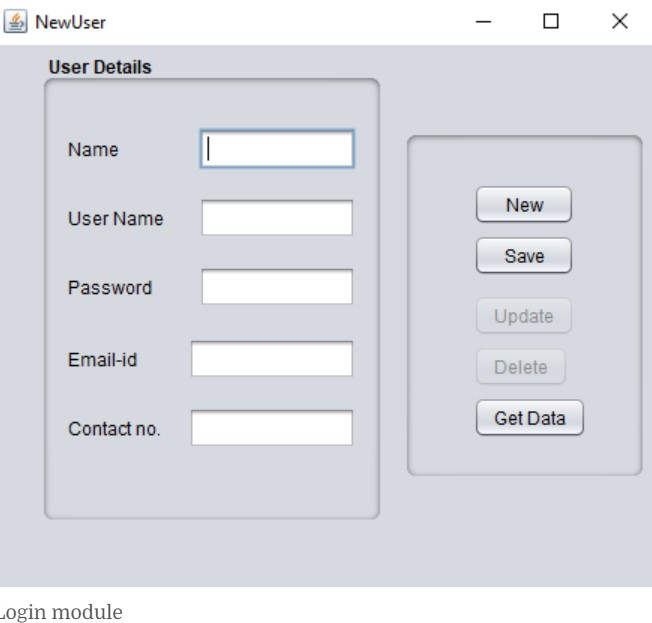 NewUser
User Details
Name
User Name
Password
Email-id
Contact no.
New
Save
Update
Delete
Get Data
Login module